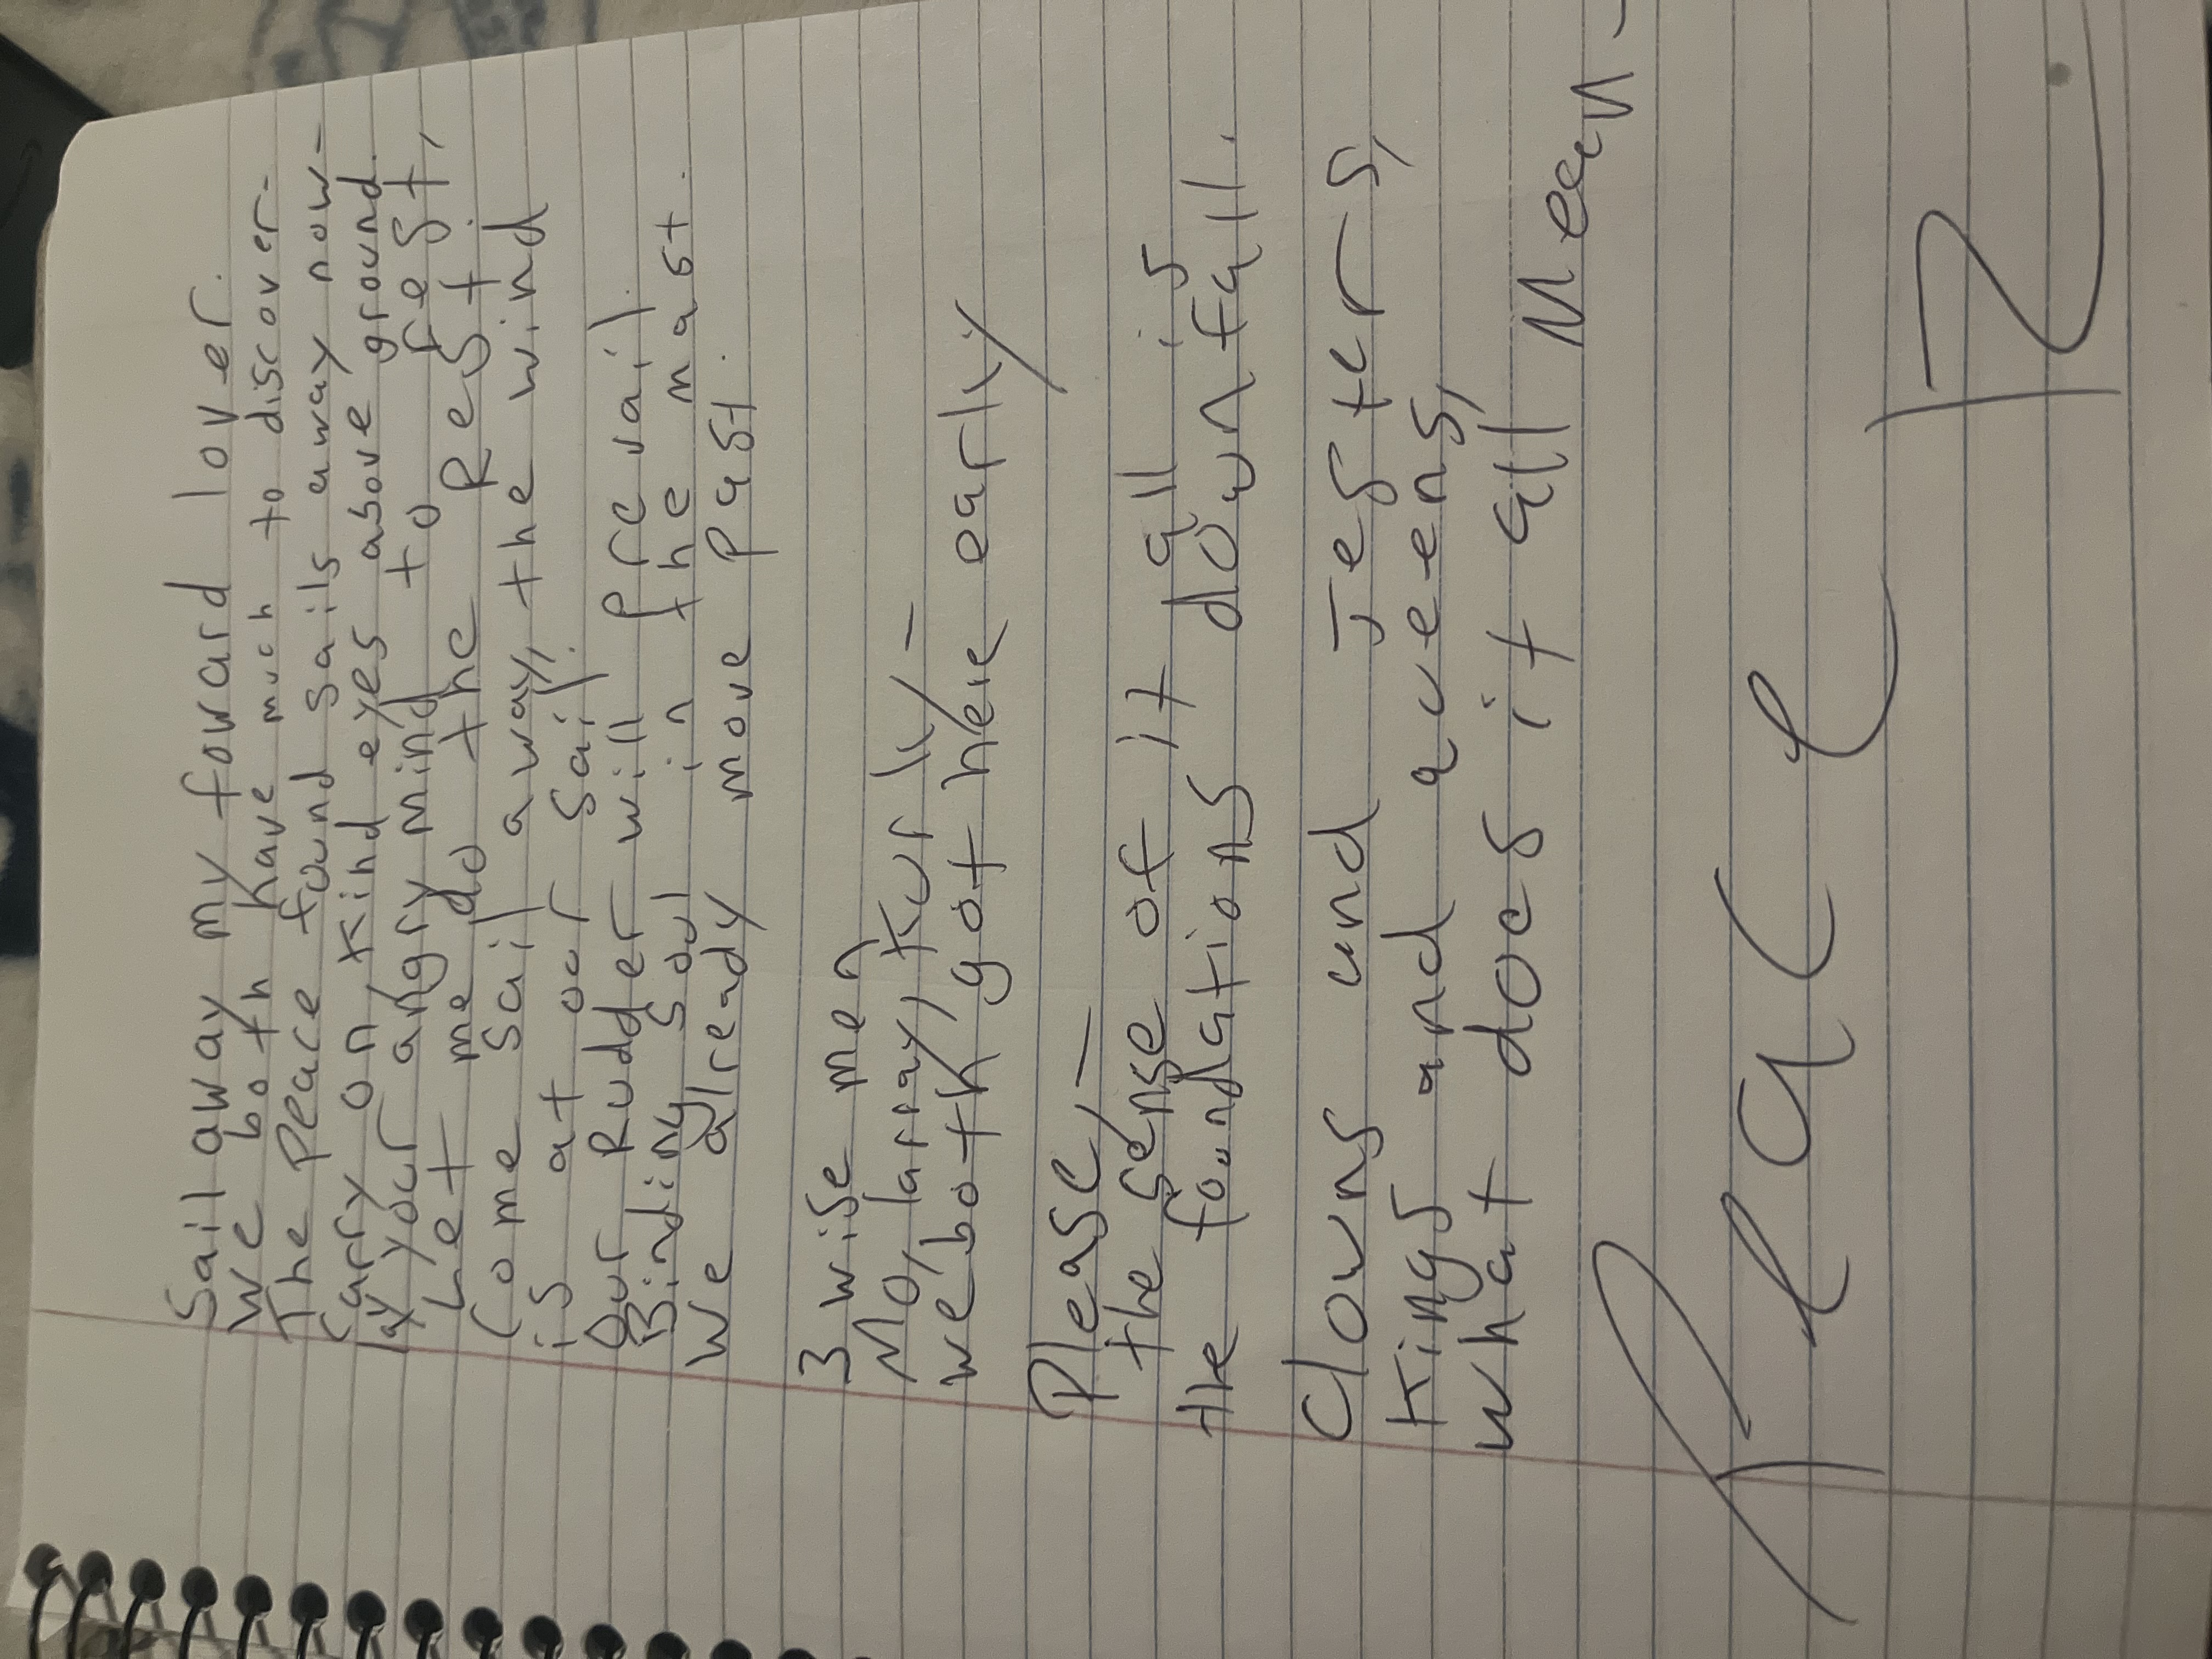 Sail away my foward lover.
We both have much to discover-
The peace found sails away now-
Carry on, kind eyes above ground.
lay your angry mind to rest,
Let me do the Rest.
Come sail away, the wind
is at our sail.
Our Rudder will prevail.
Binding soul in the mast.
We already move past.
3 wise men
Mo, larray, Kurly-
we both got here early
Please,-
the sense of it all is
the foundations downfall.
Clowns and Jesters,
Kings and queens,
what does it all Mean-
Peace